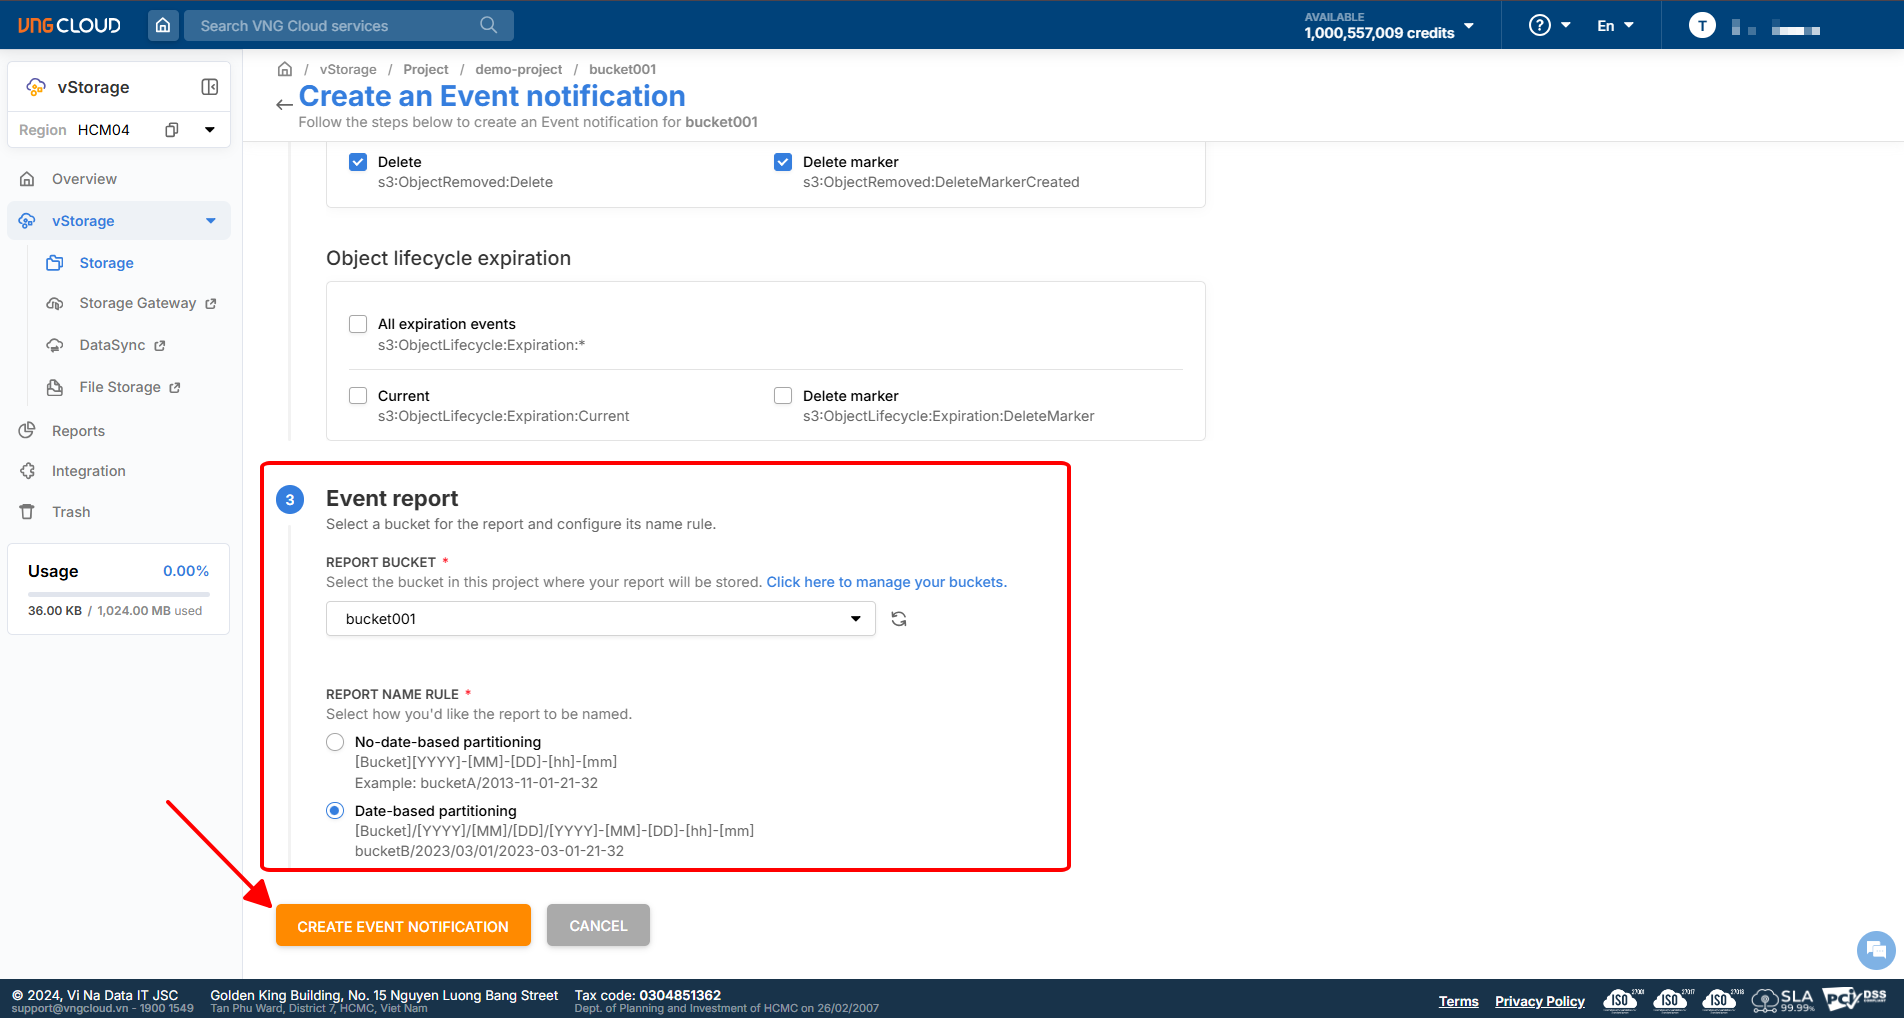 VNG CLOUD
Search VNG Cloud services
AVAILABLE
1,000,557,009 credits
?
En
T
vStorage
Region HCM04
Overview
vStorage
Storage
Storage Gateway
DataSync
File Storage
Reports
Integration
Trash
Usage 0.00%
36.00 KB / 1,024.00 MB used
/ vStorage / Project / demo-project / bucket001
Create an Event notification
Follow the steps below to create an Event notification for bucket001
Delete
s3:ObjectRemoved:Delete
Delete marker
s3:ObjectRemoved:DeleteMarkerCreated
Object lifecycle expiration
All expiration events
s3:ObjectLifecycle:Expiration:*
Current
s3:ObjectLifecycle:Expiration:Current
Delete marker
s3:ObjectLifecycle:Expiration:DeleteMarker
3 Event report
Select a bucket for the report and configure its name rule.
REPORT BUCKET *
Select the bucket in this project where your report will be stored. Click here to manage your buckets.
bucket001
REPORT NAME RULE *
Select how you'd like the report to be named.
No-date-based partitioning
[Bucket][YYYY]-[MM]-[DD]-[hh]-[mm]
Example: bucketA/2013-11-01-21-32
Date-based partitioning
[Bucket]/[YYYY]/[MM]/[DD]/[YYYY]-[MM]-[DD]-[hh]-[mm]
bucketB/2023/03/01/2023-03-01-21-32
CREATE EVENT NOTIFICATION
CANCEL
© 2024, Vi Na Data IT JSC
support@vngcloud.vn - 1900 1549
Golden King Building, No. 15 Nguyen Luong Bang Street
Tan Phu Ward, District 7, HCMC, Viet Nam
Tax code: 0304851362
Dept. of Planning and Investment of HCMC on 26/02/2007
Terms
Privacy Policy
ISO 27001
ISO 27017
ISO 27018
SLA
99.99%
PCI DSS